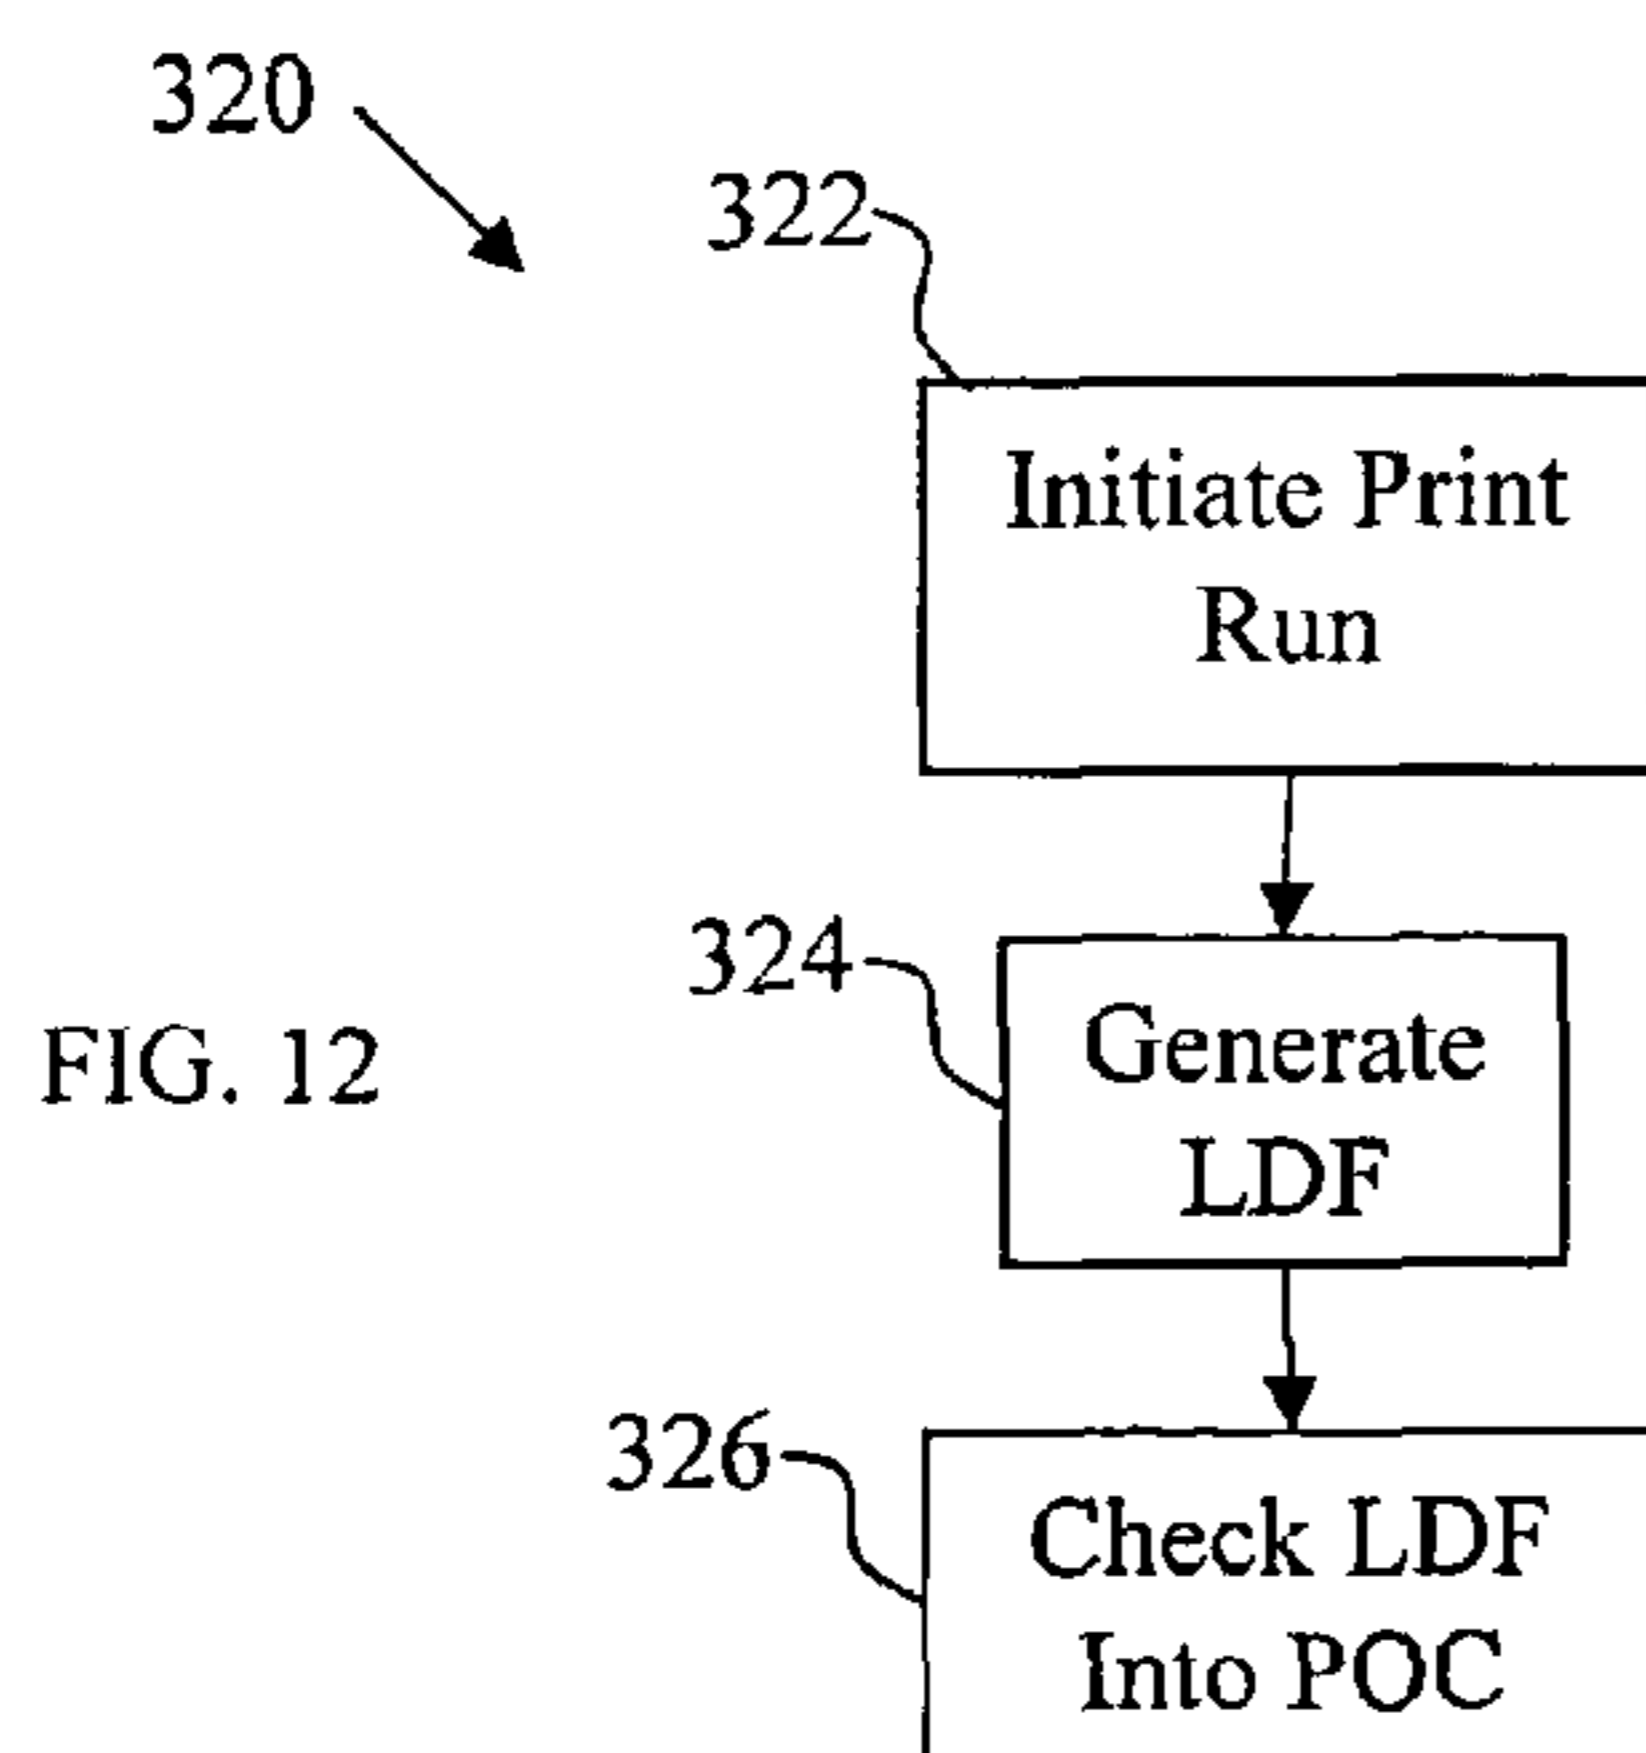 320
322
Initiate Print
Run
324
Generate
LDF
FIG. 12
326
Check LDF
Into POC